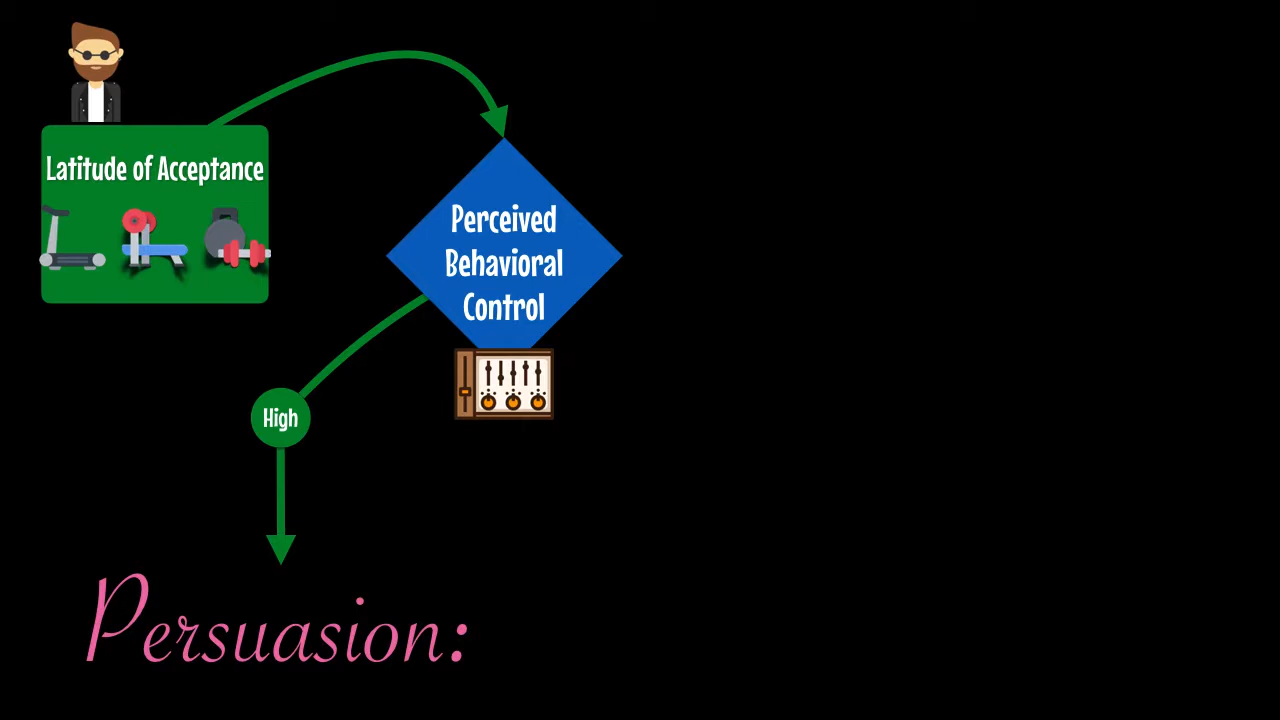 Latitude of Acceptance
Perceived
Behavioral
Control
High
Persuasion: